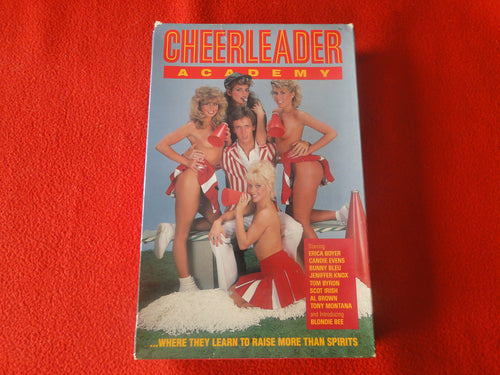 CHEERLEADER
ACADEMY
Starring
ERICA BOYER
CANDIE EVENS
BUNNY BLEU
JENIFFER KNOX
TOM BYRON
SCOT IRISH
AL BROWN
TONY MONTANA
and Introducing
BLONDIE BEE
...WHERE THEY LEARN TO RAISE MORE THAN SPIRITS